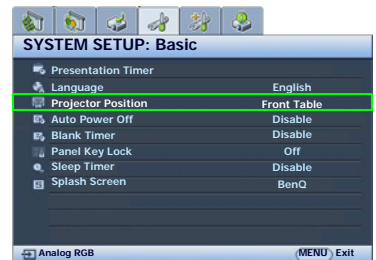 SYSTEM SETUP: Basic
Presentation Timer
Language English
Projector Position Front Table
Auto Power Off Disable
Blank Timer Disable
Panel Key Lock Off
Sleep Timer Disable
Splash Screen BenQ
Analog RGB MENU Exit